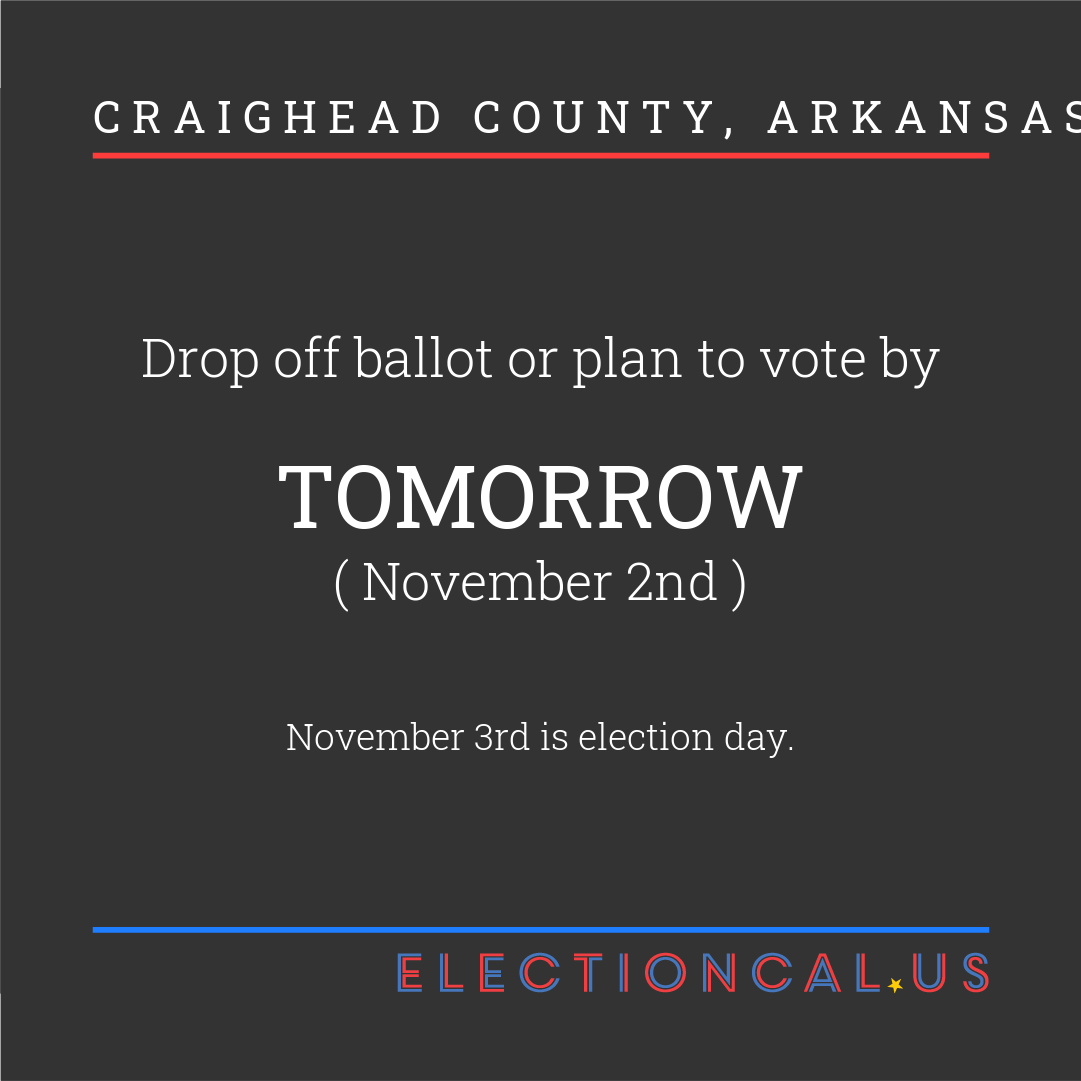 CRAIGHEAD COUNTY, ARKANSAS
Drop off ballot or plan to vote by
TOMORROW
( November 2nd )
November 3rd is election day.
ELECTIONCAL.US